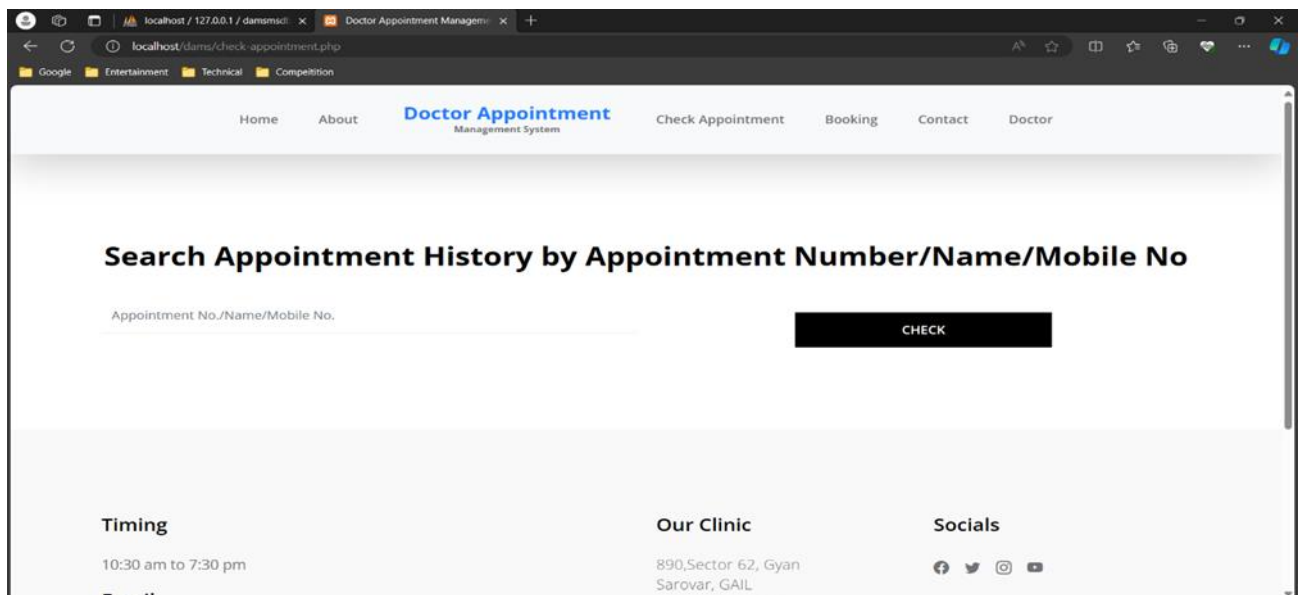 localhost / 127.0.0.1 / damsmsd
Doctor Appointment Managem
localhost/dams/check-appointment.php
Google Entertainment Technical Compeitition
Home About Doctor Appointment Check Appointment Booking Contact Doctor
Management System
Search Appointment History by Appointment Number/Name/Mobile No
Appointment No./Name/Mobile No.
CHECK
Timing
10:30 am to 7:30 pm
Our Clinic
890,Sector 62, Gyan
Sarovar, GAIL
Socials